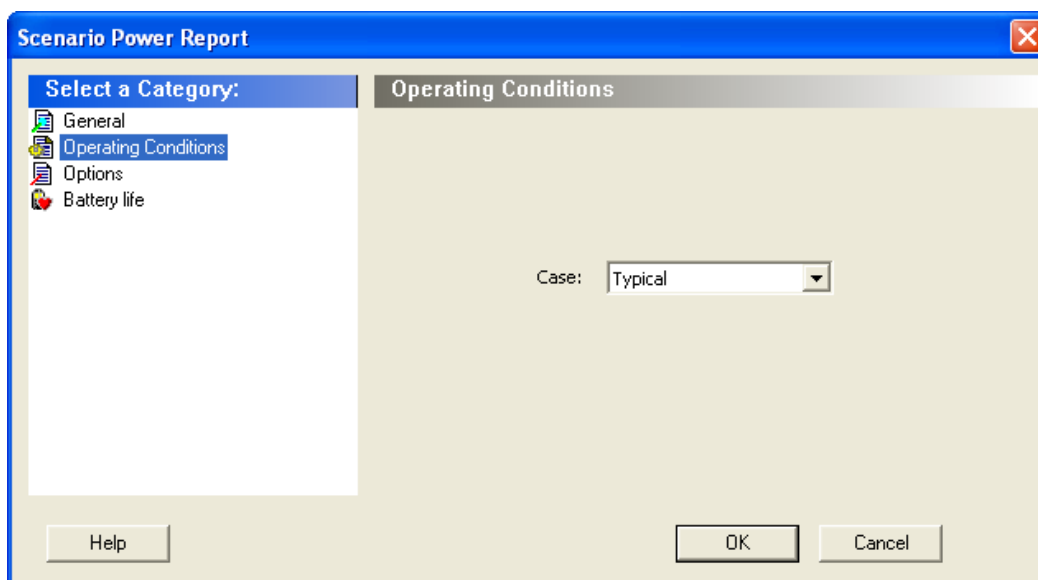 Scenario Power Report
Select a Category:
General
Operating Conditions
Options
Battery life
Operating Conditions
Case: Typical
Help
OK
Cancel